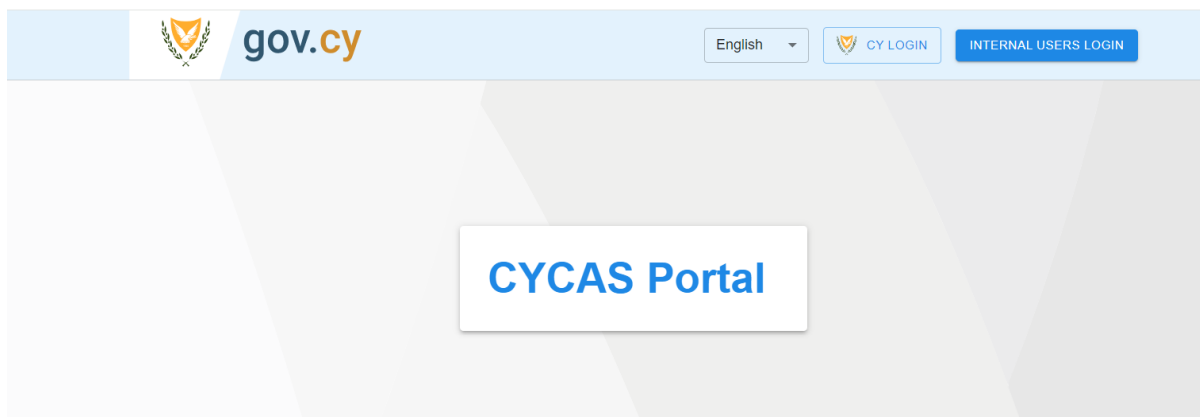 gov.cy
English
CY LOGIN
INTERNAL USERS LOGIN
CYCAS Portal